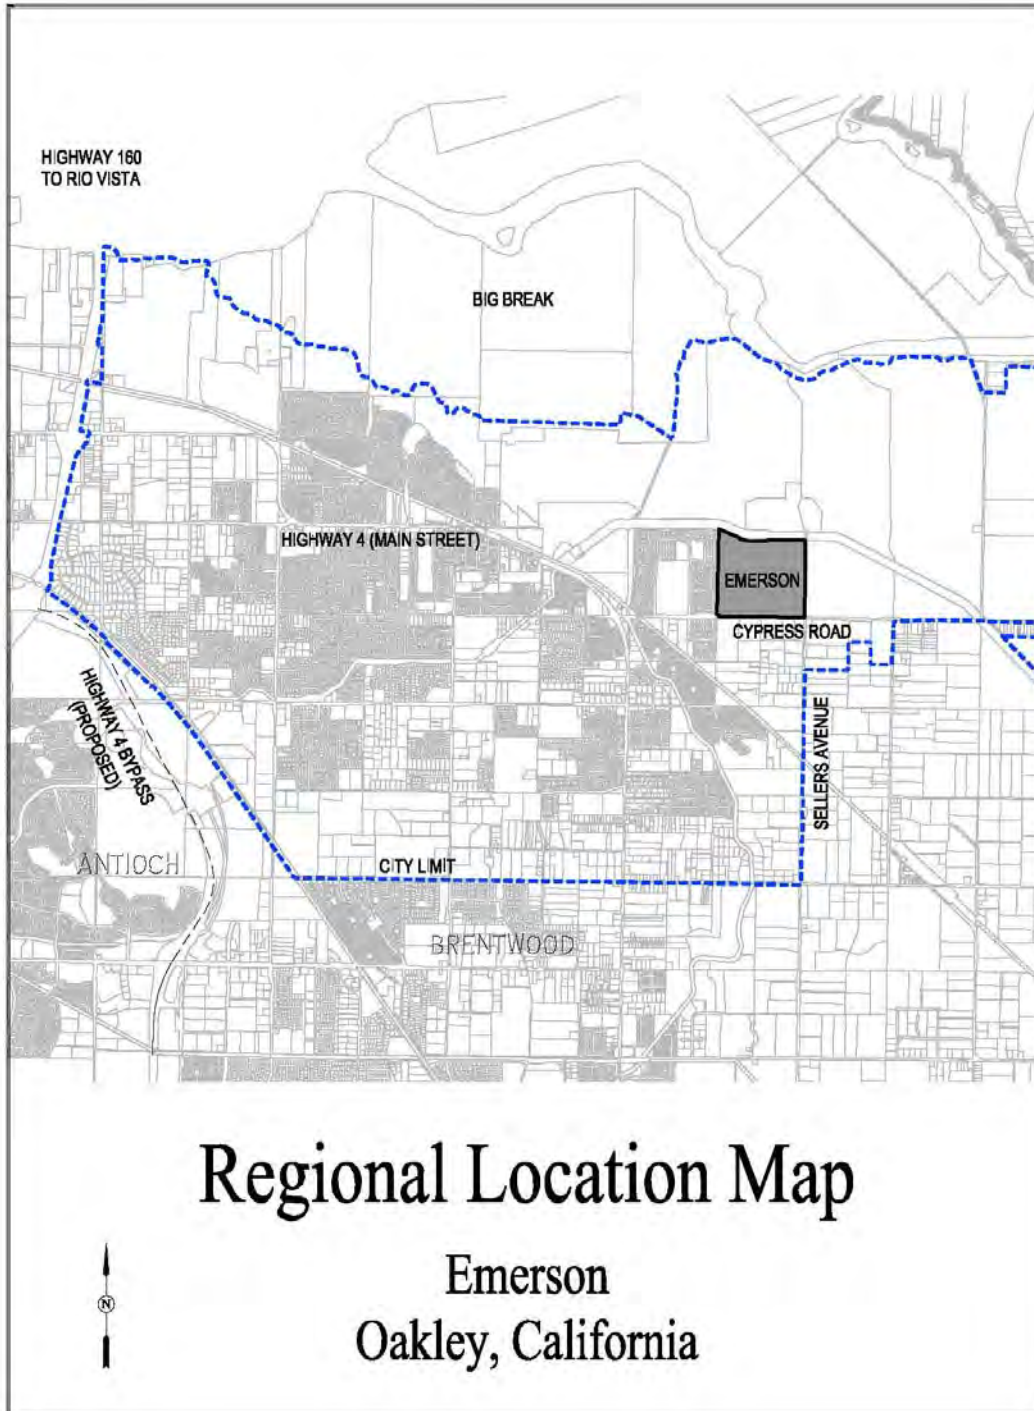 HIGHWAY 160
TO RIO VISTA
BIG BREAK
HIGHWAY 4 (MAIN STREET)
EMERSON
CYPRESS ROAD
HIGHWAY 4 BYPASS
(PROPOSED)
SELLERS AVENUE
ANTIOCH
CITY LIMIT
BRENTWOOD
Regional Location Map
N
Emerson
Oakley, California